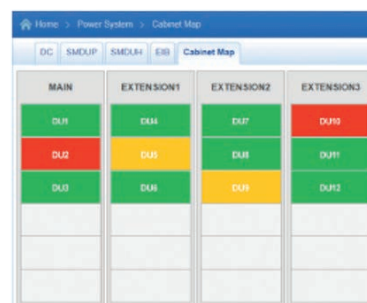 Home > Power System > Cabinet Map
DC SMDUP SMDUH EIB Cabinet Map
MAIN EXTENSION1 EXTENSION2 EXTENSION3
DU1 DU4 DU7 DU10
DU2 DU5 DU8 DU11
DU3 DU6 DU9 DU12